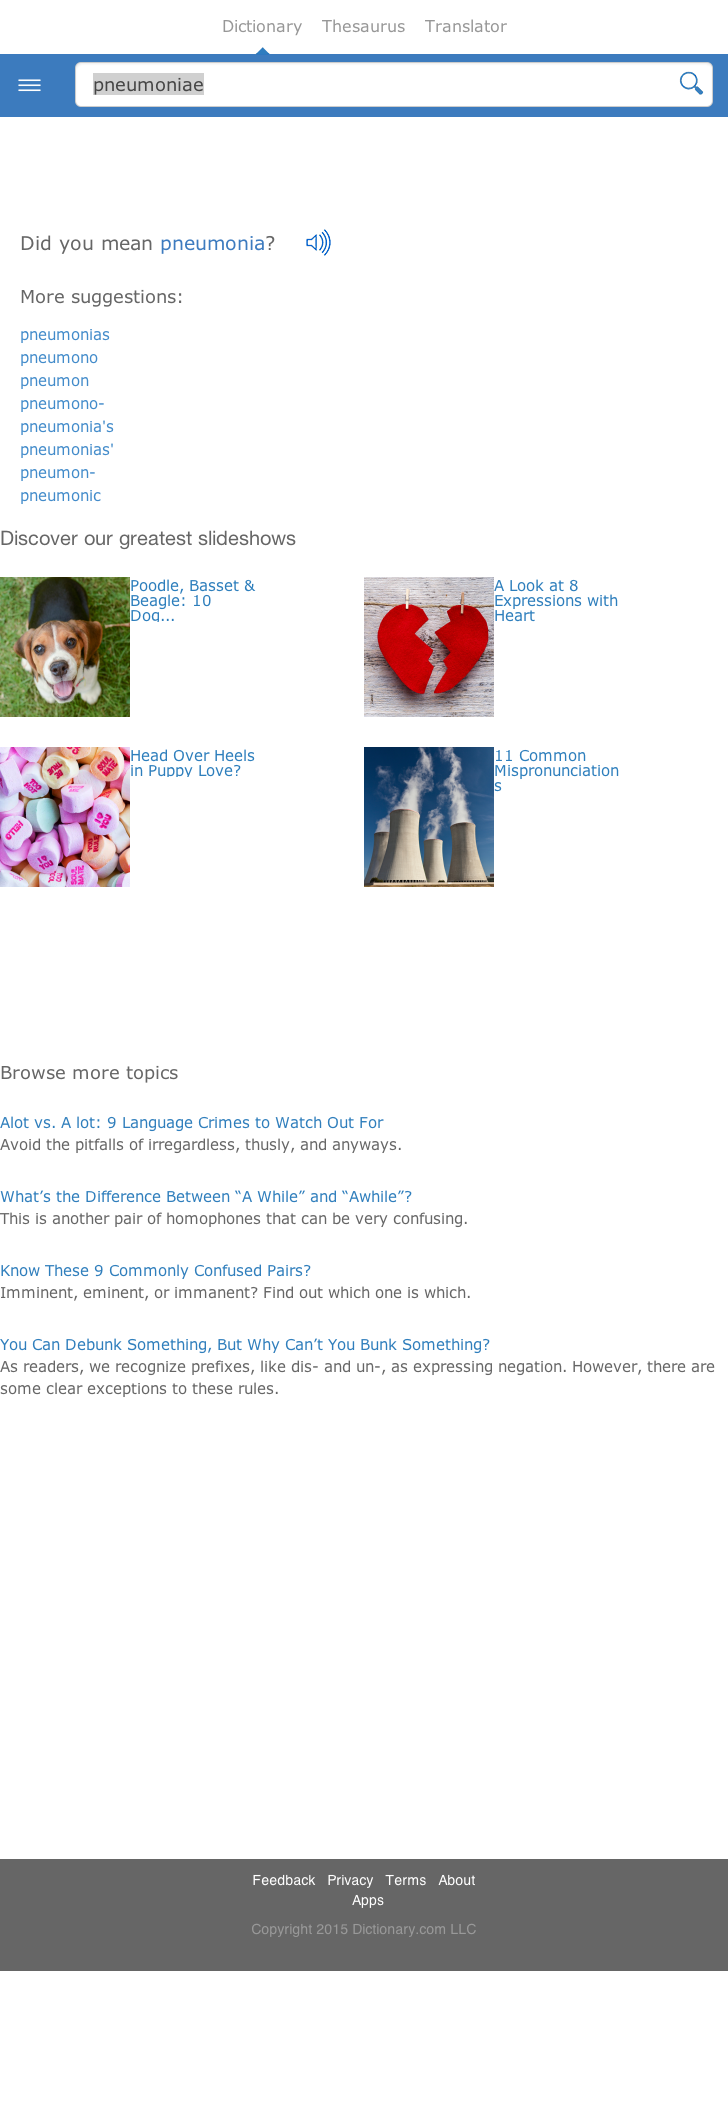 Dictionary Thesaurus Translator
pneumoniae
Did you mean pneumonia?
More suggestions:
pneumonias
pneumono
pneumon
pneumono-
pneumonia's
pneumonias'
pneumon-
pneumonic
Discover our greatest slideshows
Poodle, Basset &
Beagle: 10
Dog...
A Look at 8
Expressions with
Heart
Head Over Heels
in Puppy Love?
11 Common
Mispronunciation
s
Browse more topics
Alot vs. A lot: 9 Language Crimes to Watch Out For
Avoid the pitfalls of irregardless, thusly, and anyways.
What’s the Difference Between “A While” and “Awhile”?
This is another pair of homophones that can be very confusing.
Know These 9 Commonly Confused Pairs?
Imminent, eminent, or immanent? Find out which one is which.
You Can Debunk Something, But Why Can’t You Bunk Something?
As readers, we recognize prefixes, like dis- and un-, as expressing negation. However, there are
some clear exceptions to these rules.
Feedback Privacy Terms About
Apps
Copyright 2015 Dictionary.com LLC